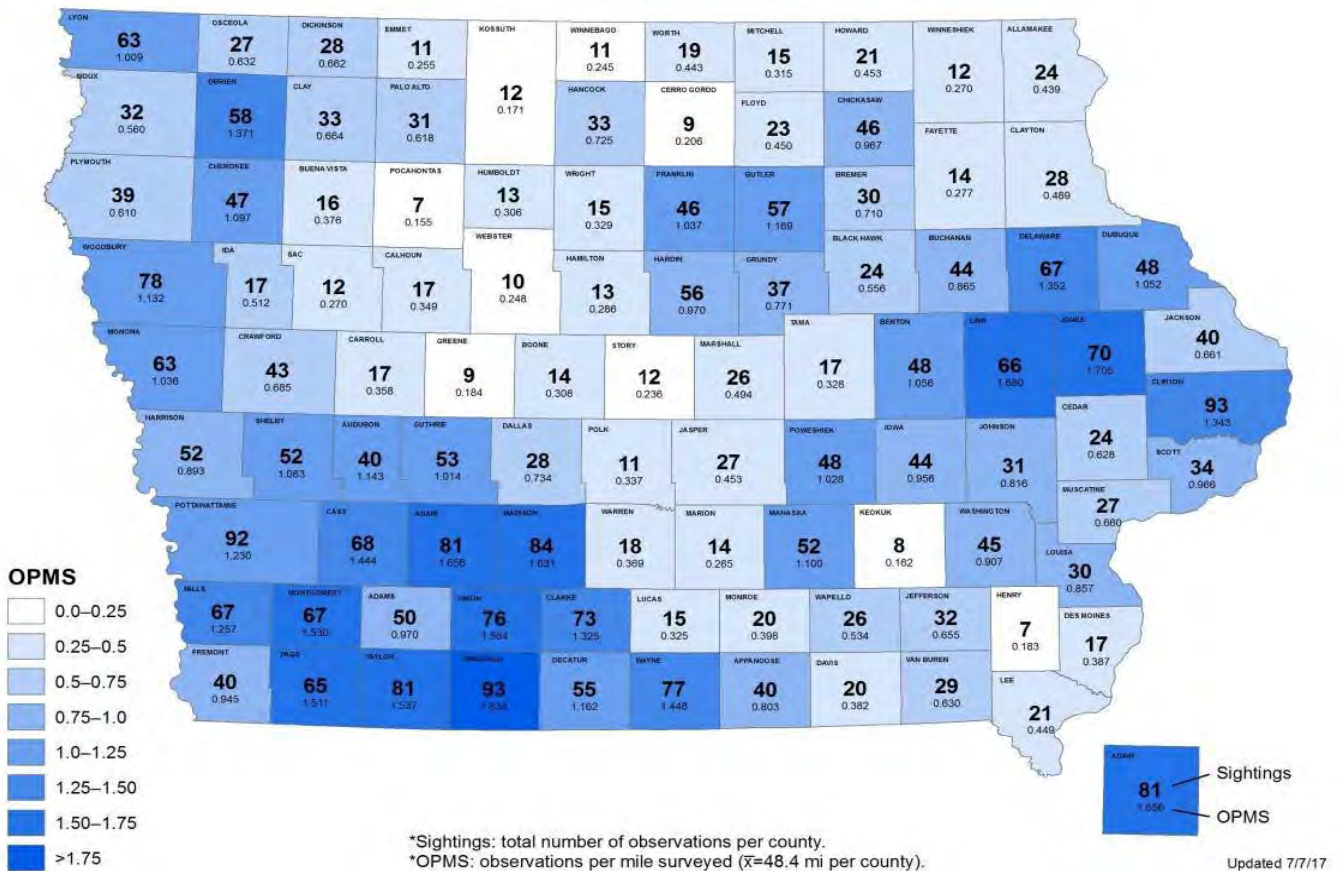 LYON
63
1.009
OSCEOLA
27
0.632
DICKINSON
28
0.662
EMMET
11
0.255
KOSSUTH
12
0.171
WINNEBAGO
11
0.245
WORTH
19
0.443
MITCHELL
15
0.315
HOWARD
21
0.453
WINNESHIEK
12
0.270
ALLAMAKEE
24
0.439
SIOUX
32
0.560
OBRIEN
58
1.371
CLAY
33
0.664
PALO ALTO
31
0.618
HANCOCK
33
0.725
CERRO GORDO
9
0.206
FLOYD
23
0.450
CHICKASAW
46
0.967
FAYETTE
14
0.277
CLAYTON
28
0.489
PLYMOUTH
39
0.610
CHEROKEE
47
1.097
BUENA VISTA
16
0.376
POCAHONTAS
7
0.155
HUMBOLDT
13
0.306
WRIGHT
15
0.329
FRANKLIN
46
1.037
BUTLER
57
1.169
BREMER
30
0.710
WOODBURY
78
1.132
IDA
17
0.512
SAC
12
0.270
CALHOUN
17
0.349
WEBSTER
10
0.248
HAMILTON
13
0.286
HARDIN
56
0.970
GRUNDY
37
0.771
BLACK HAWK
24
0.556
BUCHANAN
44
0.865
DELAWARE
67
1.352
DUBUQUE
48
1.052
MONONA
63
1.036
CRAWFORD
43
0.685
CARROLL
17
0.358
GREENE
9
0.184
BOONE
14
0.306
STORY
12
0.236
MARSHALL
26
0.494
TAMA
17
0.328
BENTON
48
1.056
LINN
66
1.680
JONES
70
1.705
JACKSON
40
0.661
CLINTON
93
1.343
HARRISON
52
0.893
SHELBY
52
1.083
AUDUBON
40
1.143
GUTHRIE
53
1.014
DALLAS
28
0.734
POLK
11
0.337
JASPER
27
0.453
POWESHIEK
48
1.028
IOWA
44
0.956
JOHNSON
31
0.816
CEDAR
24
0.628
SCOTT
34
0.966
MUSCATINE
27
0.660
POTTAWATTAMIE
92
1.230
CASS
68
1.444
ADAIR
81
1.656
MADISON
84
1.631
WARREN
18
0.369
MARION
14
0.265
MAHASKA
52
1.100
KEOKUK
8
0.162
WASHINGTON
45
0.907
LOUISA
30
0.857
MILLS
67
1.257
MONTGOMERY
67
1.530
ADAMS
50
0.970
UNION
76
1.584
CLARKE
73
1.325
LUCAS
15
0.325
MONROE
20
0.398
WAPELLO
26
0.534
JEFFERSON
32
0.655
HENRY
7
0.183
DES MOINES
17
0.387
FREMONT
40
0.945
PAGE
65
1.511
TAYLOR
81
1.537
93
DECATUR
55
1.162
WAYNE
77
1.446
APPANOOSE
40
0.803
DAVIS
20
0.382
VAN BUREN
29
0.630
LEE
21
0.449
OPMS
0.0–0.25
0.25–0.5
0.5–0.75
0.75–1.0
1.0–1.25
1.25–1.50
1.50–1.75
>1.75
ADAIR
81
1.656
Sightings
OPMS
*Sightings: total number of observations per county.
*OPMS: observations per mile surveyed (x̅=48.4 mi per county).
Updated 7/7/17